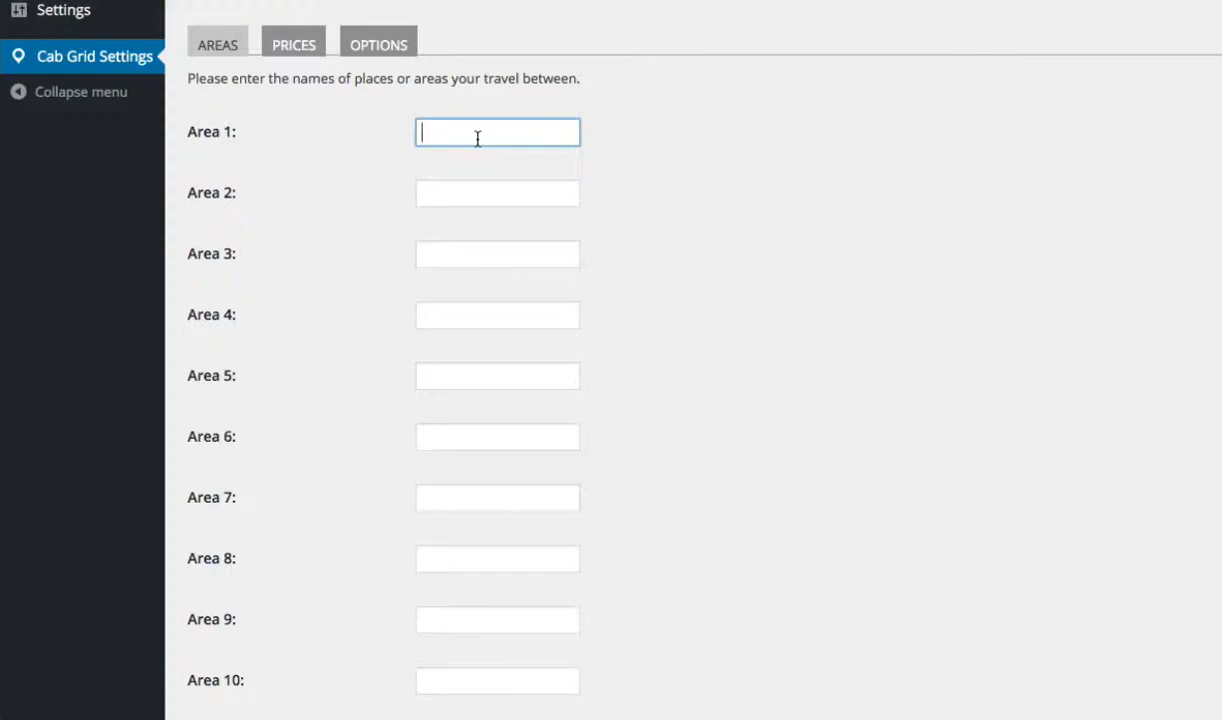 Settings
Cab Grid Settings
Collapse menu
AREAS PRICES OPTIONS
Please enter the names of places or areas your travel between.
Area 1:
Area 2:
Area 3:
Area 4:
Area 5:
Area 6:
Area 7:
Area 8:
Area 9:
Area 10: